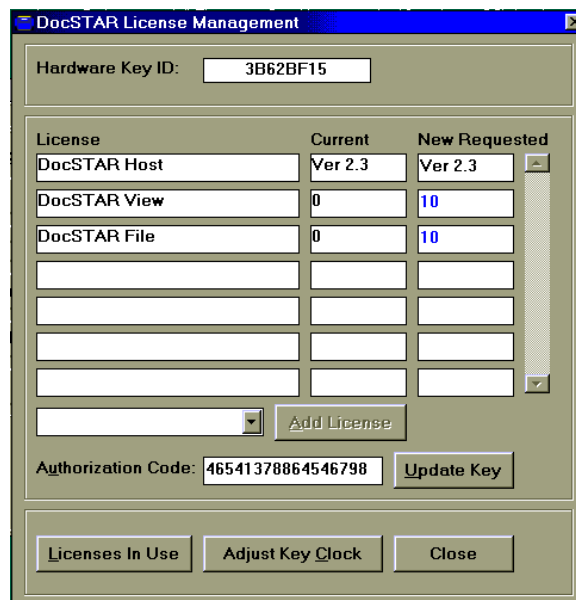 DocSTAR License Management
Hardware Key ID: 3B62BF15
License Current New Requested
DocSTAR Host Ver 2.3 Ver 2.3
DocSTAR View 0 10
DocSTAR File 0 10
Add License
Authorization Code: 46541378864546798 Update Key
Licenses In Use Adjust Key Clock Close